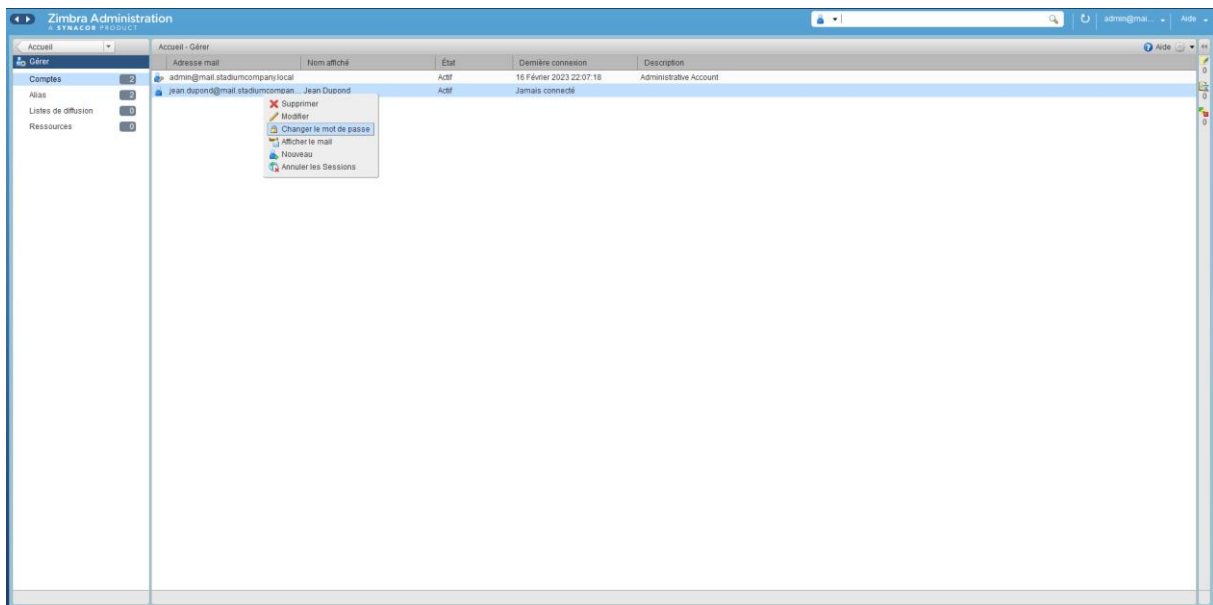 Zimbra Administration
A SYNACOR PRODUCT
admin@mai...
Aide
Accueil
Accueil - Gérer
Aide
Gérer
Adresse mail Nom affiché État Dernière connexion Description
Comptes 2
admin@mail.stadiumcompany.local Actif 16 Février 2023 22:07:18 Administrative Account
0
Alias 2
jean.dupond@mail.stadiumcompan... Jean Dupond Actif Jamais connecté
0
Listes de diffusion 0
Supprimer
Modifier
0
Ressources 0
Changer le mot de passe
Afficher le mail
Nouveau
Annuler les Sessions